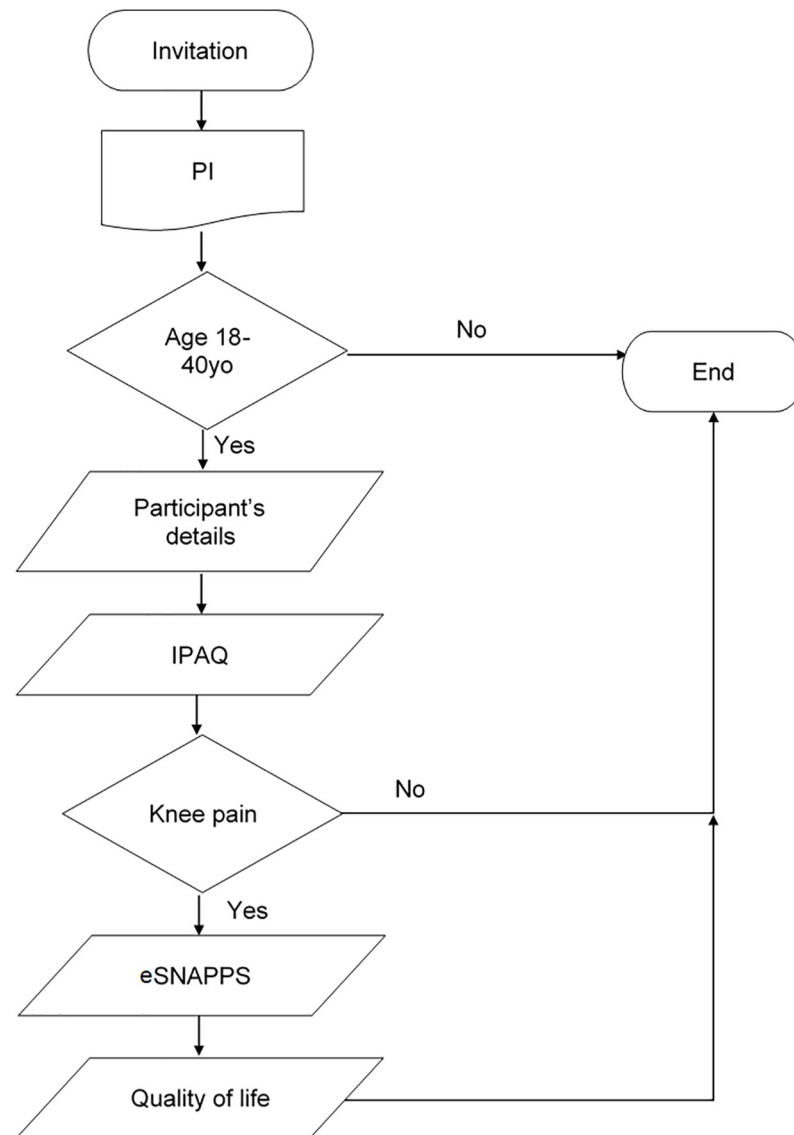 Invitation
PI
Age 18-
40yo
No
End
Yes
Participant's
details
IPAQ
Knee pain
No
Yes
eSNAPPS
Quality of life